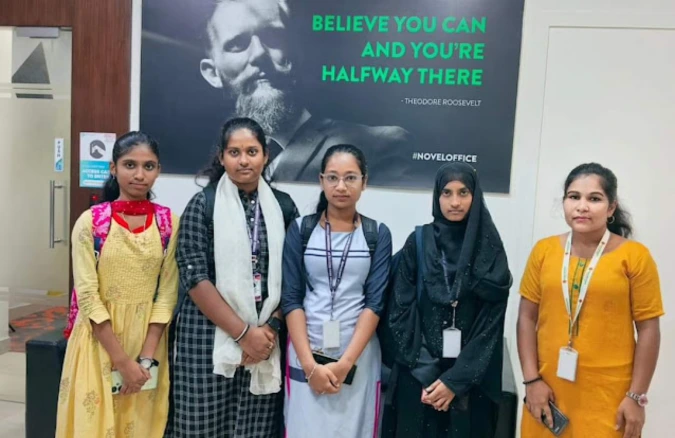 BELIEVE YOU CAN
AND YOU'RE
HALFWAY THERE
- THEODORE ROOSEVELT
#NOVELOFFICE